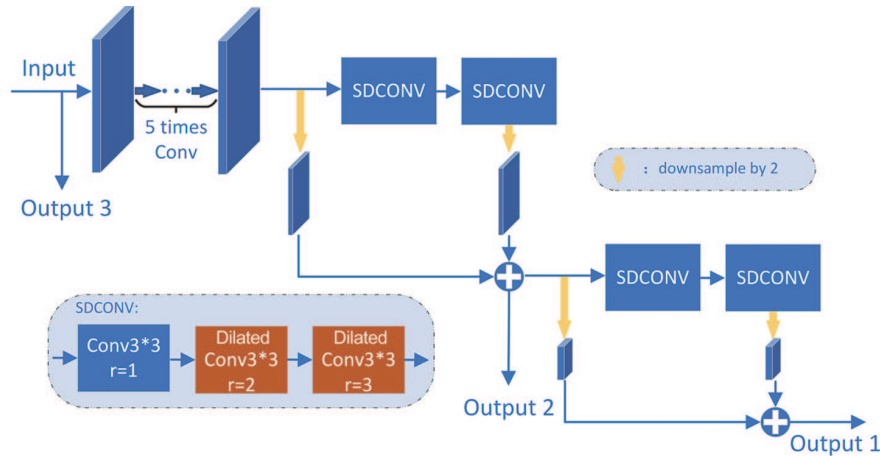 Input
5 times
Conv
Output 3
SDCONV
SDCONV
: downsample by 2
SDCONV
SDCONV
SDCONV:
Conv3*3
r=1
Dilated
Conv3*3
r=2
Dilated
Conv3*3
r=3
Output 2
Output 1